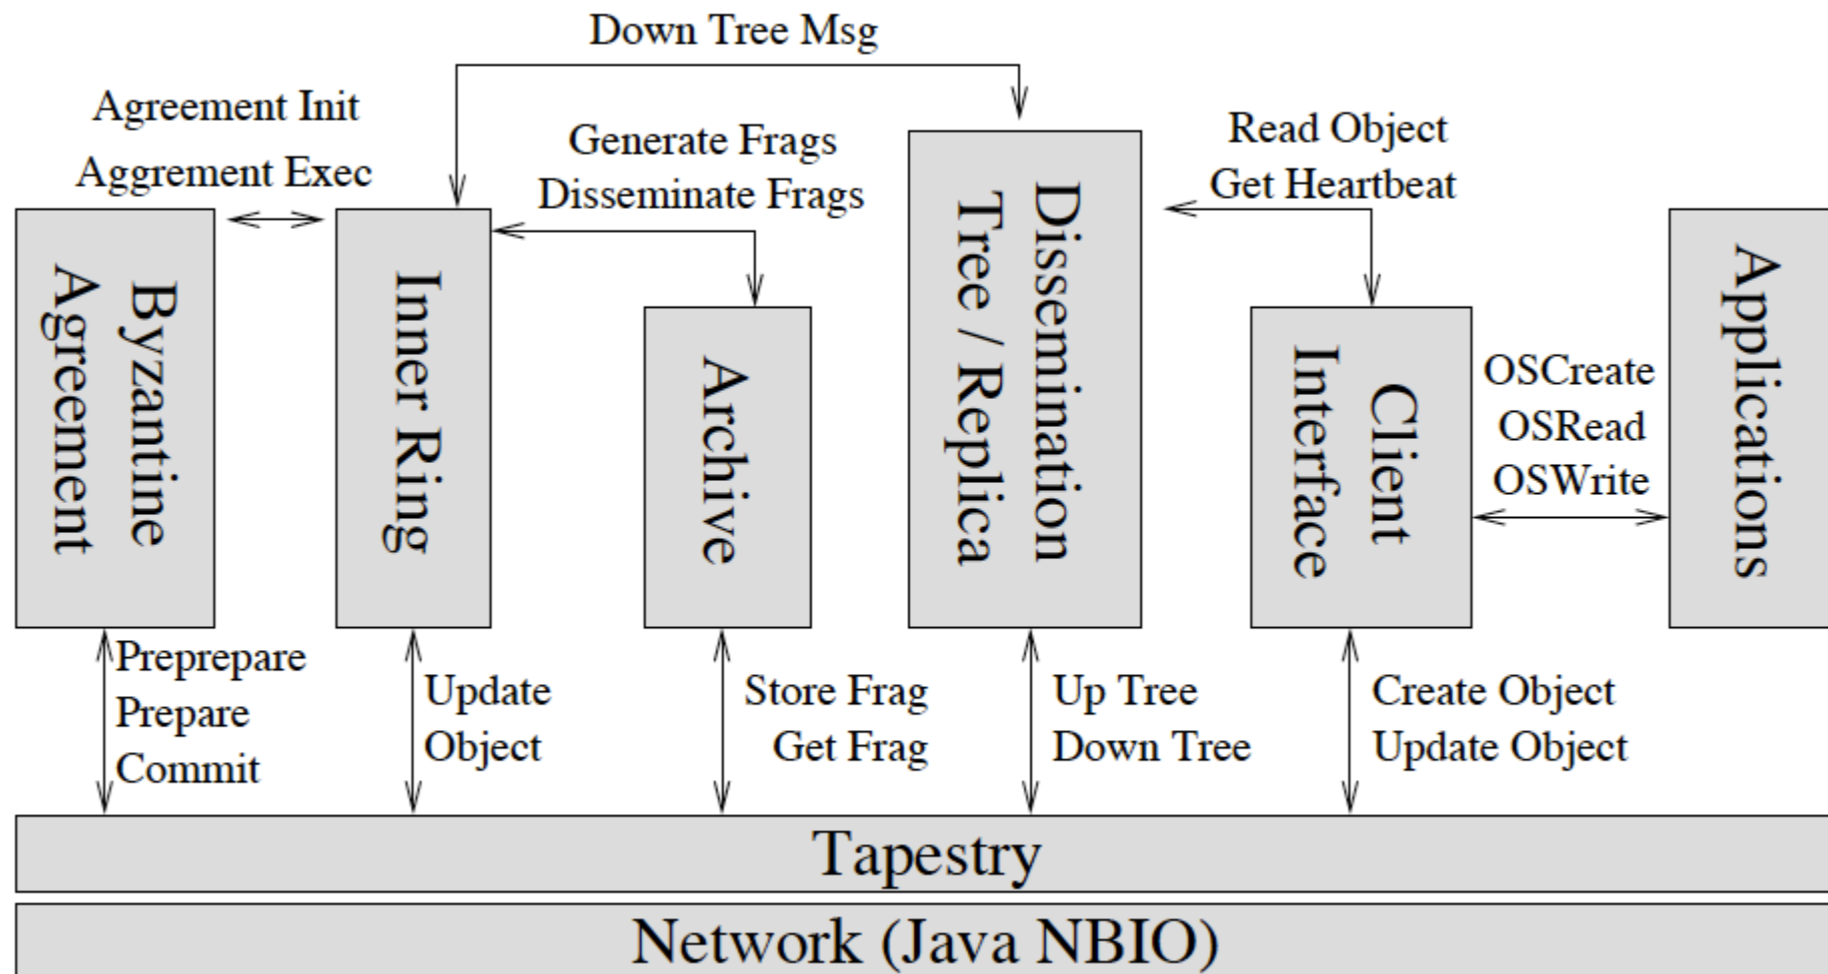 Down Tree Msg
Agreement Init
Aggrement Exec
Generate Frags
Disseminate Frags
Read Object
Get Heartbeat
Byzantine
Agreement
Inner Ring
Archive
Dissemination
Tree / Replica
Client
Interface
OSCreate
OSRead
OSWrite
Applications
Preprepare
Prepare
Commit
Update
Object
Store Frag
Get Frag
Up Tree
Down Tree
Create Object
Update Object
Tapestry
Network (Java NBIO)